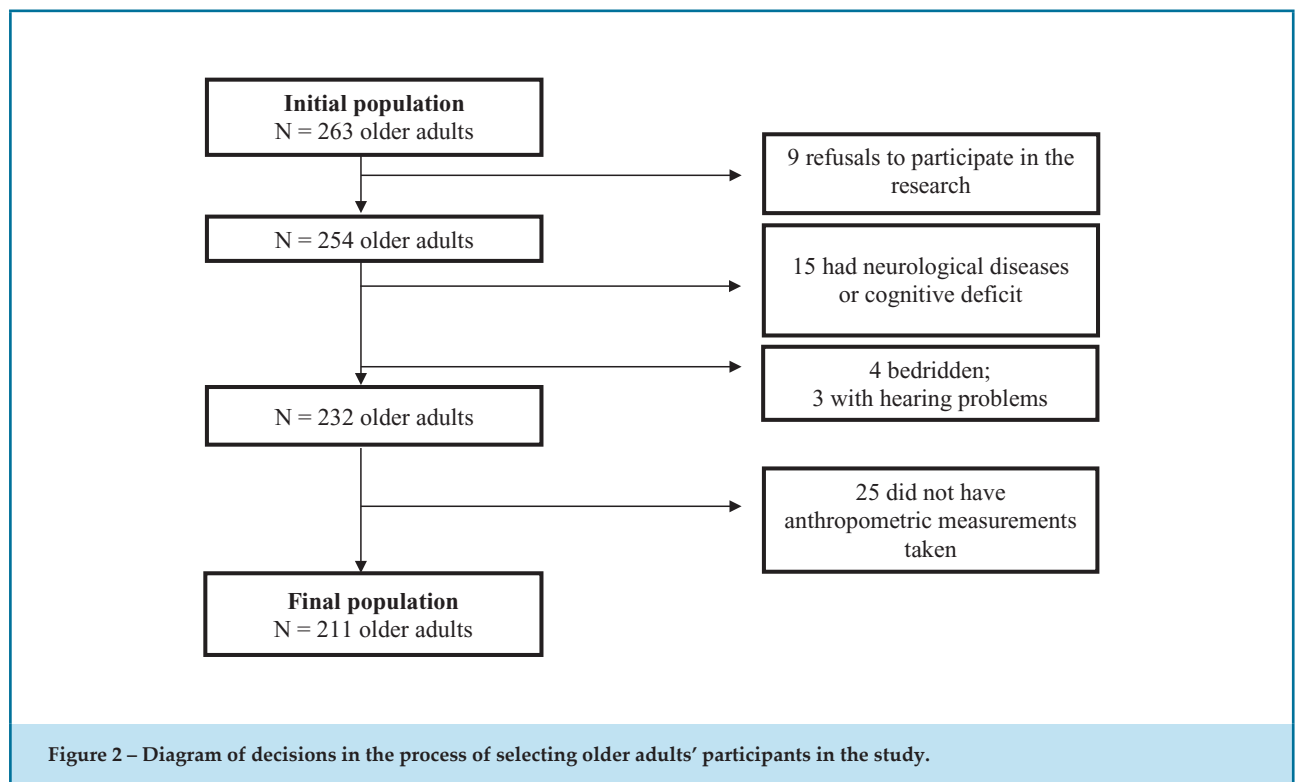 Initial population
N = 263 older adults
9 refusals to participate in the
research
N = 254 older adults
15 had neurological diseases
or cognitive deficit
4 bedridden;
3 with hearing problems
N = 232 older adults
25 did not have
anthropometric measurements
taken
Final population
N = 211 older adults
Figure 2 – Diagram of decisions in the process of selecting older adults’ participants in the study.